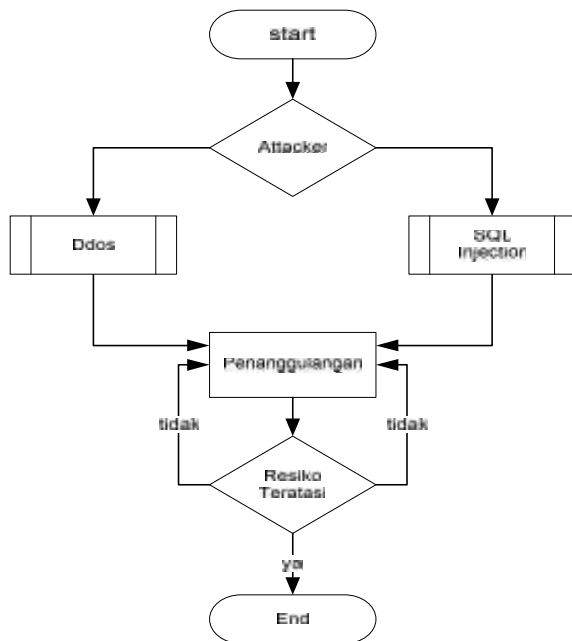 start
Attacker
Ddos
SQL
Injection
Penanggulangan
tidak
tidak
Resiko
Teratasi
ya
End